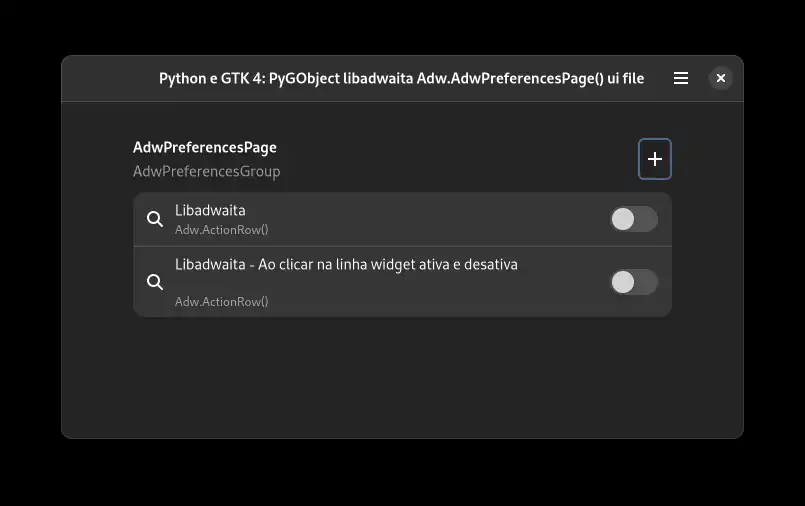 Python e GTK 4: PyGObject libadwaita Adw.AdwPreferencesPage() ui file
AdwPreferencesPage
AdwPreferencesGroup
Libadwaita
Adw.ActionRow()
Libadwaita - Ao clicar na linha widget ativa e desativa
Adw.ActionRow()